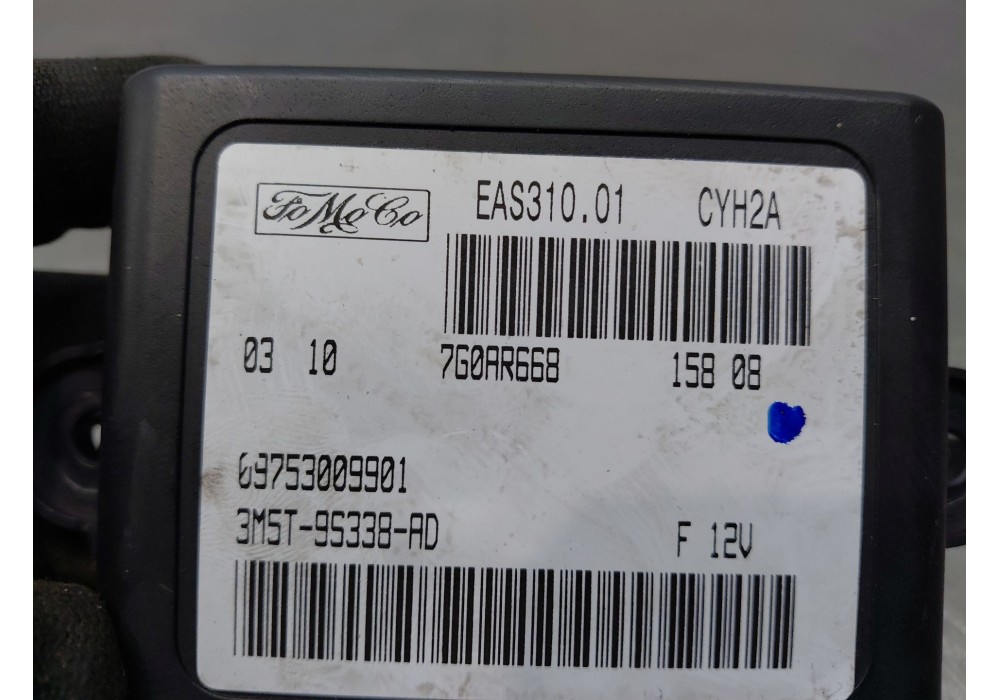 FoMoCo EAS310.01 CYH2A
03 10 7G0AR668 158 08
69753009901
3M5T-9S338-AD F 12V